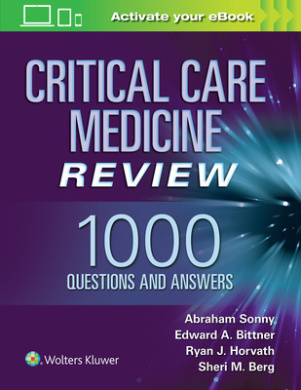 Activate your eBook
CRITICAL CARE
MEDICINE
REVIEW
1000
QUESTIONS AND ANSWERS
Abraham Sonny
Edward A. Bittner
Ryan J. Horvath
Sheri M. Berg
Wolters Kluwer